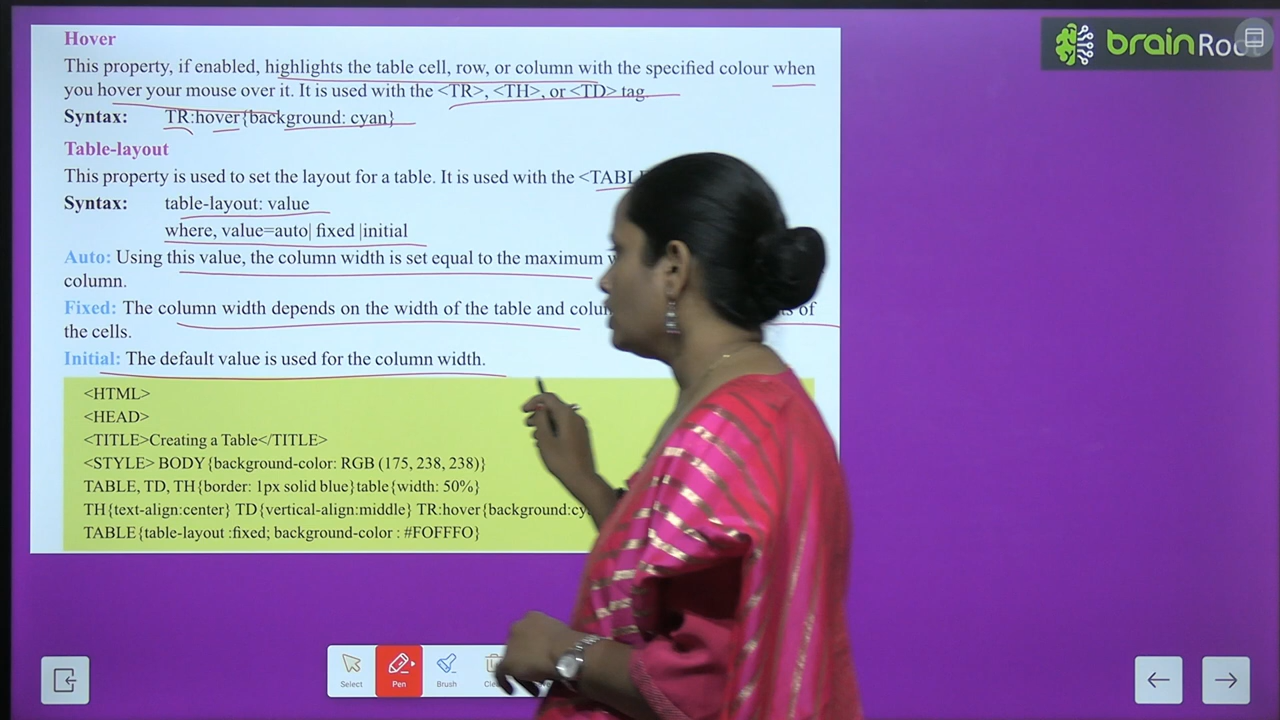 Hover
This property, if enabled, highlights the table cell, row, or column with the specified colour when
you hover your mouse over it. It is used with the <TR>, <TH>, or <TD> tag.
Syntax: TR:hover{background: cyan}
Table-layout
This property is used to set the layout for a table. It is used with the
Syntax: table-layout: value
where, value=auto| fixed |initial
Auto: Using this value, the column width is set equal to the maximum
column.
Fixed: The column width depends on the width of the table and of
the cells.
Initial: The default value is used for the column width.
<HTML>
<HEAD>
<TITLE>Creating a Table</TITLE>
<STYLE> BODY{background-color: RGB (175, 238, 238)}
TABLE, TD, TH{border: 1px solid blue}table{width: 50%}
TH{text-align:center} TD{vertical-align:middle} TR:hover{background:
TABLE{table-layout :fixed; background-color : #FOFFFO}
brain
Select Pen Brush